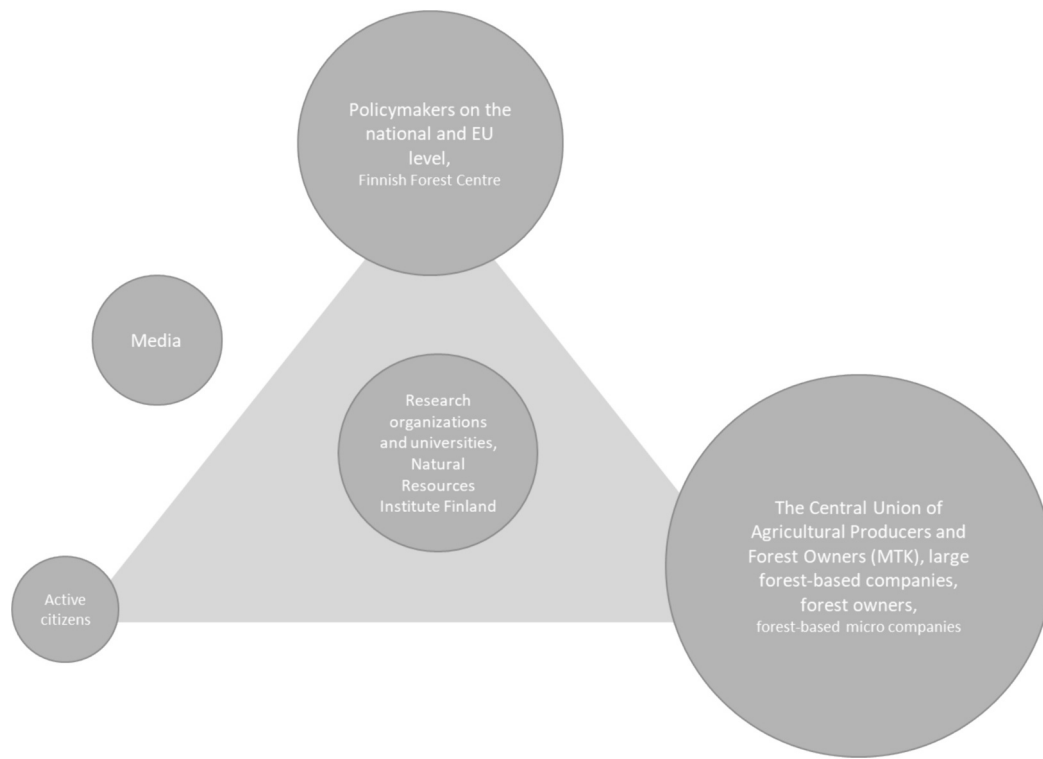 Policymakers on the
national and EU
level,
Finnish Forest Centre
Media
Research
organizations
and universities,
Natural
Resources
Institute Finland
The Central Union of
Agricultural Producers and
Forest Owners (MTK), large
forest-based companies,
forest owners,
forest-based micro companies
Active
citizens